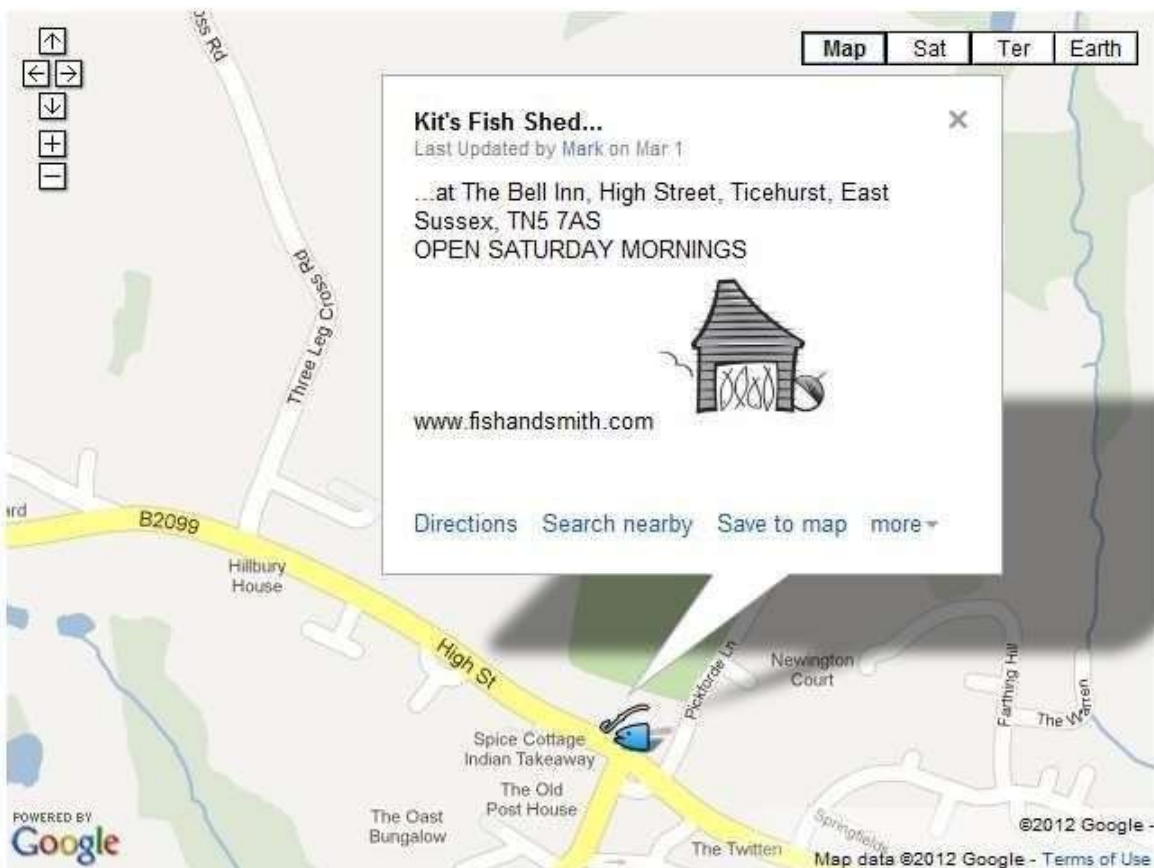 oss Rd
Map Sat Ter Earth
Kit's Fish Shed...
Last Updated by Mark on Mar 1
...at The Bell Inn, High Street, Ticehurst, East
Sussex, TN5 7AS
OPEN SATURDAY MORNINGS
www.fishandsmith.com
Directions Search nearby Save to map more
Three Leg Cross Rd
ard
B2099
Hillbury
House
High St
Pickforde Ln
Newington
Court
Farthing Hill
The Warren
Spice Cottage
Indian Takeaway
The Old
Post House
The Oast
Bungalow
The Twitten
Springfields
POWERED BY
Google
©2012 Google -
Map data ©2012 Google - Terms of Use